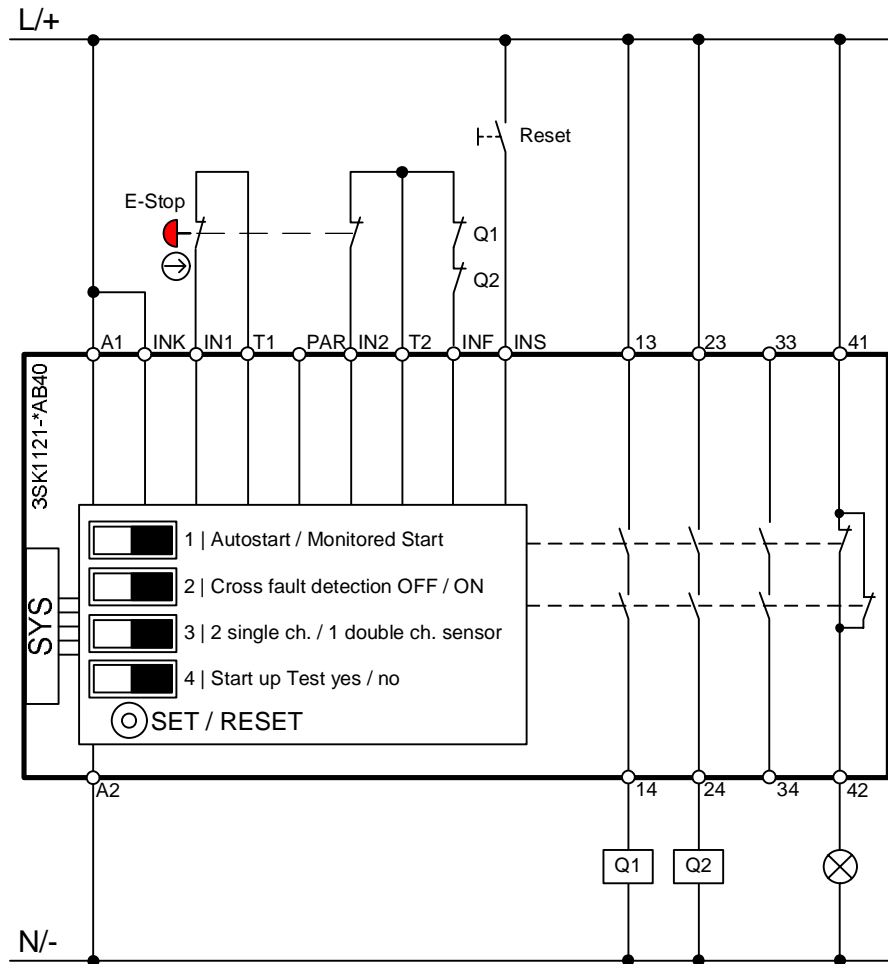 L/+
Reset
E-Stop
Q1
Q2
A1 INK IN1 T1 PAR IN2 T2 INF INS 13 23 33 41
3SK1121-*AB40
1 | Autostart / Monitored Start
2 | Cross fault detection OFF / ON
3 | 2 single ch. / 1 double ch. sensor
4 | Start up Test yes / no
SYS
SET / RESET
A2 14 24 34 42
Q1 Q2
N/-